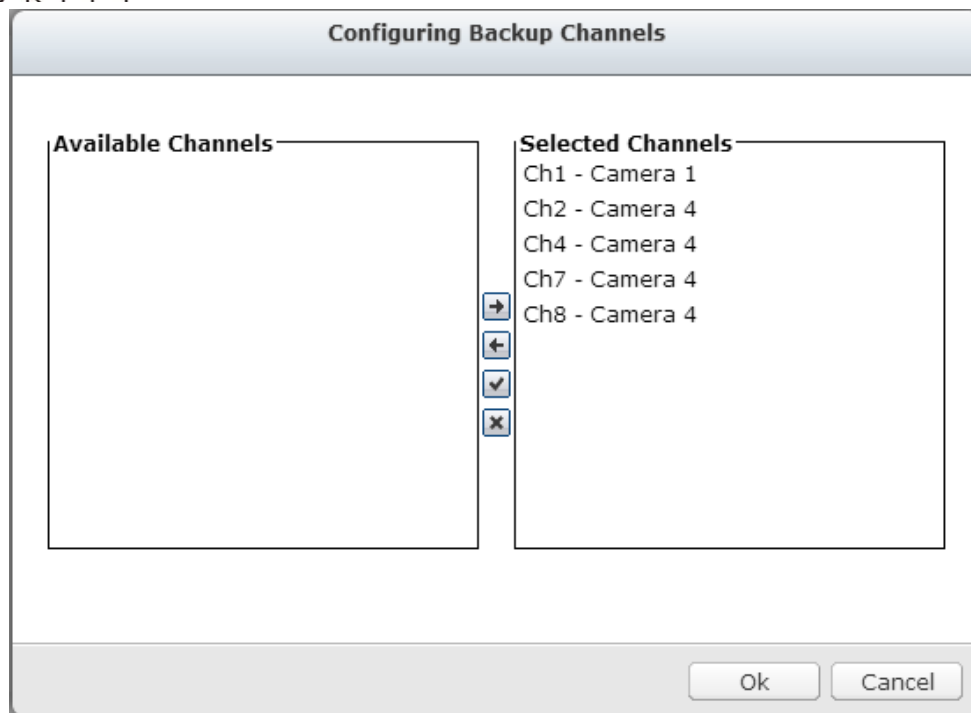 Configuring Backup Channels
Available Channels
Selected Channels
Ch1 - Camera 1
Ch2 - Camera 4
Ch4 - Camera 4
Ch7 - Camera 4
Ch8 - Camera 4
Ok
Cancel